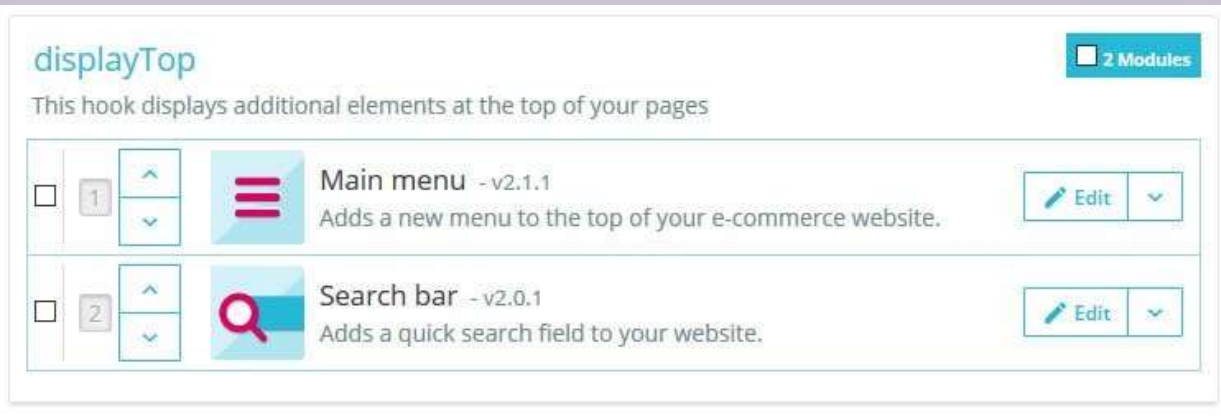 displayTop
2 Modules
This hook displays additional elements at the top of your pages
1
Main menu - v2.1.1
Adds a new menu to the top of your e-commerce website.
Edit
2
Search bar - v2.0.1
Adds a quick search field to your website.
Edit